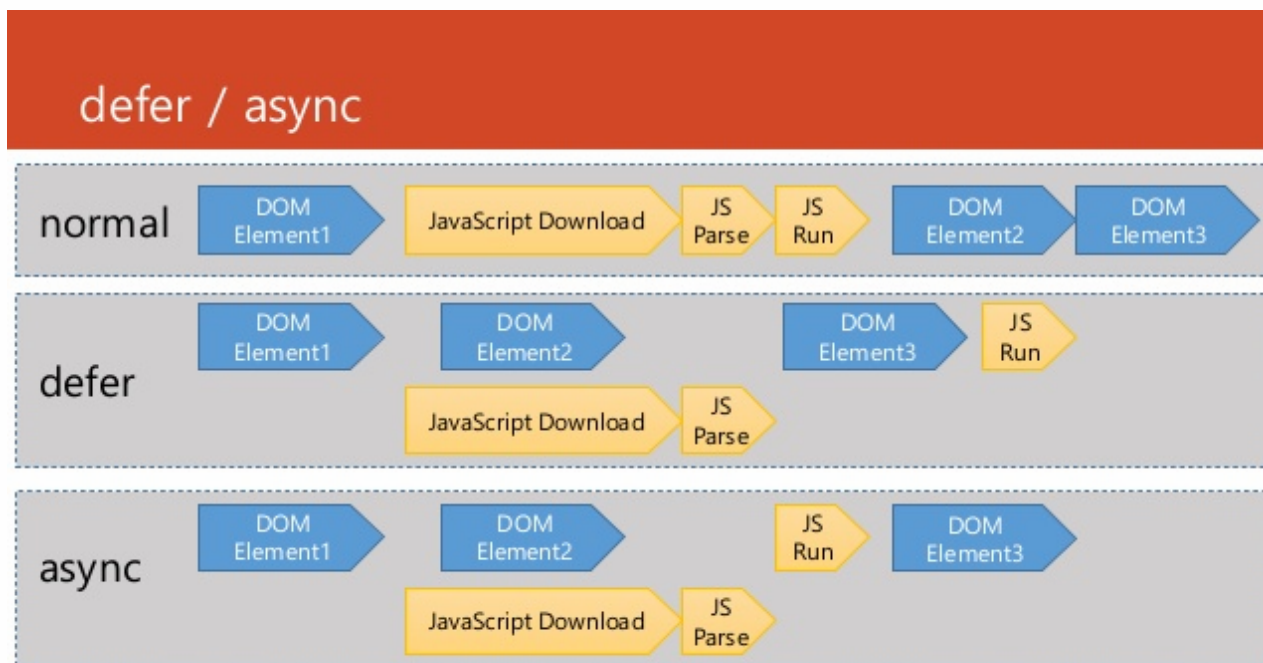 defer / async
normal
DOM
Element1
JavaScript Download
JS
Parse
JS
Run
DOM
Element2
DOM
Element3
defer
DOM
Element1
DOM
Element2
DOM
Element3
JS
Run
JavaScript Download
JS
Parse
async
DOM
Element1
DOM
Element2
JS
Run
DOM
Element3
JavaScript Download
JS
Parse